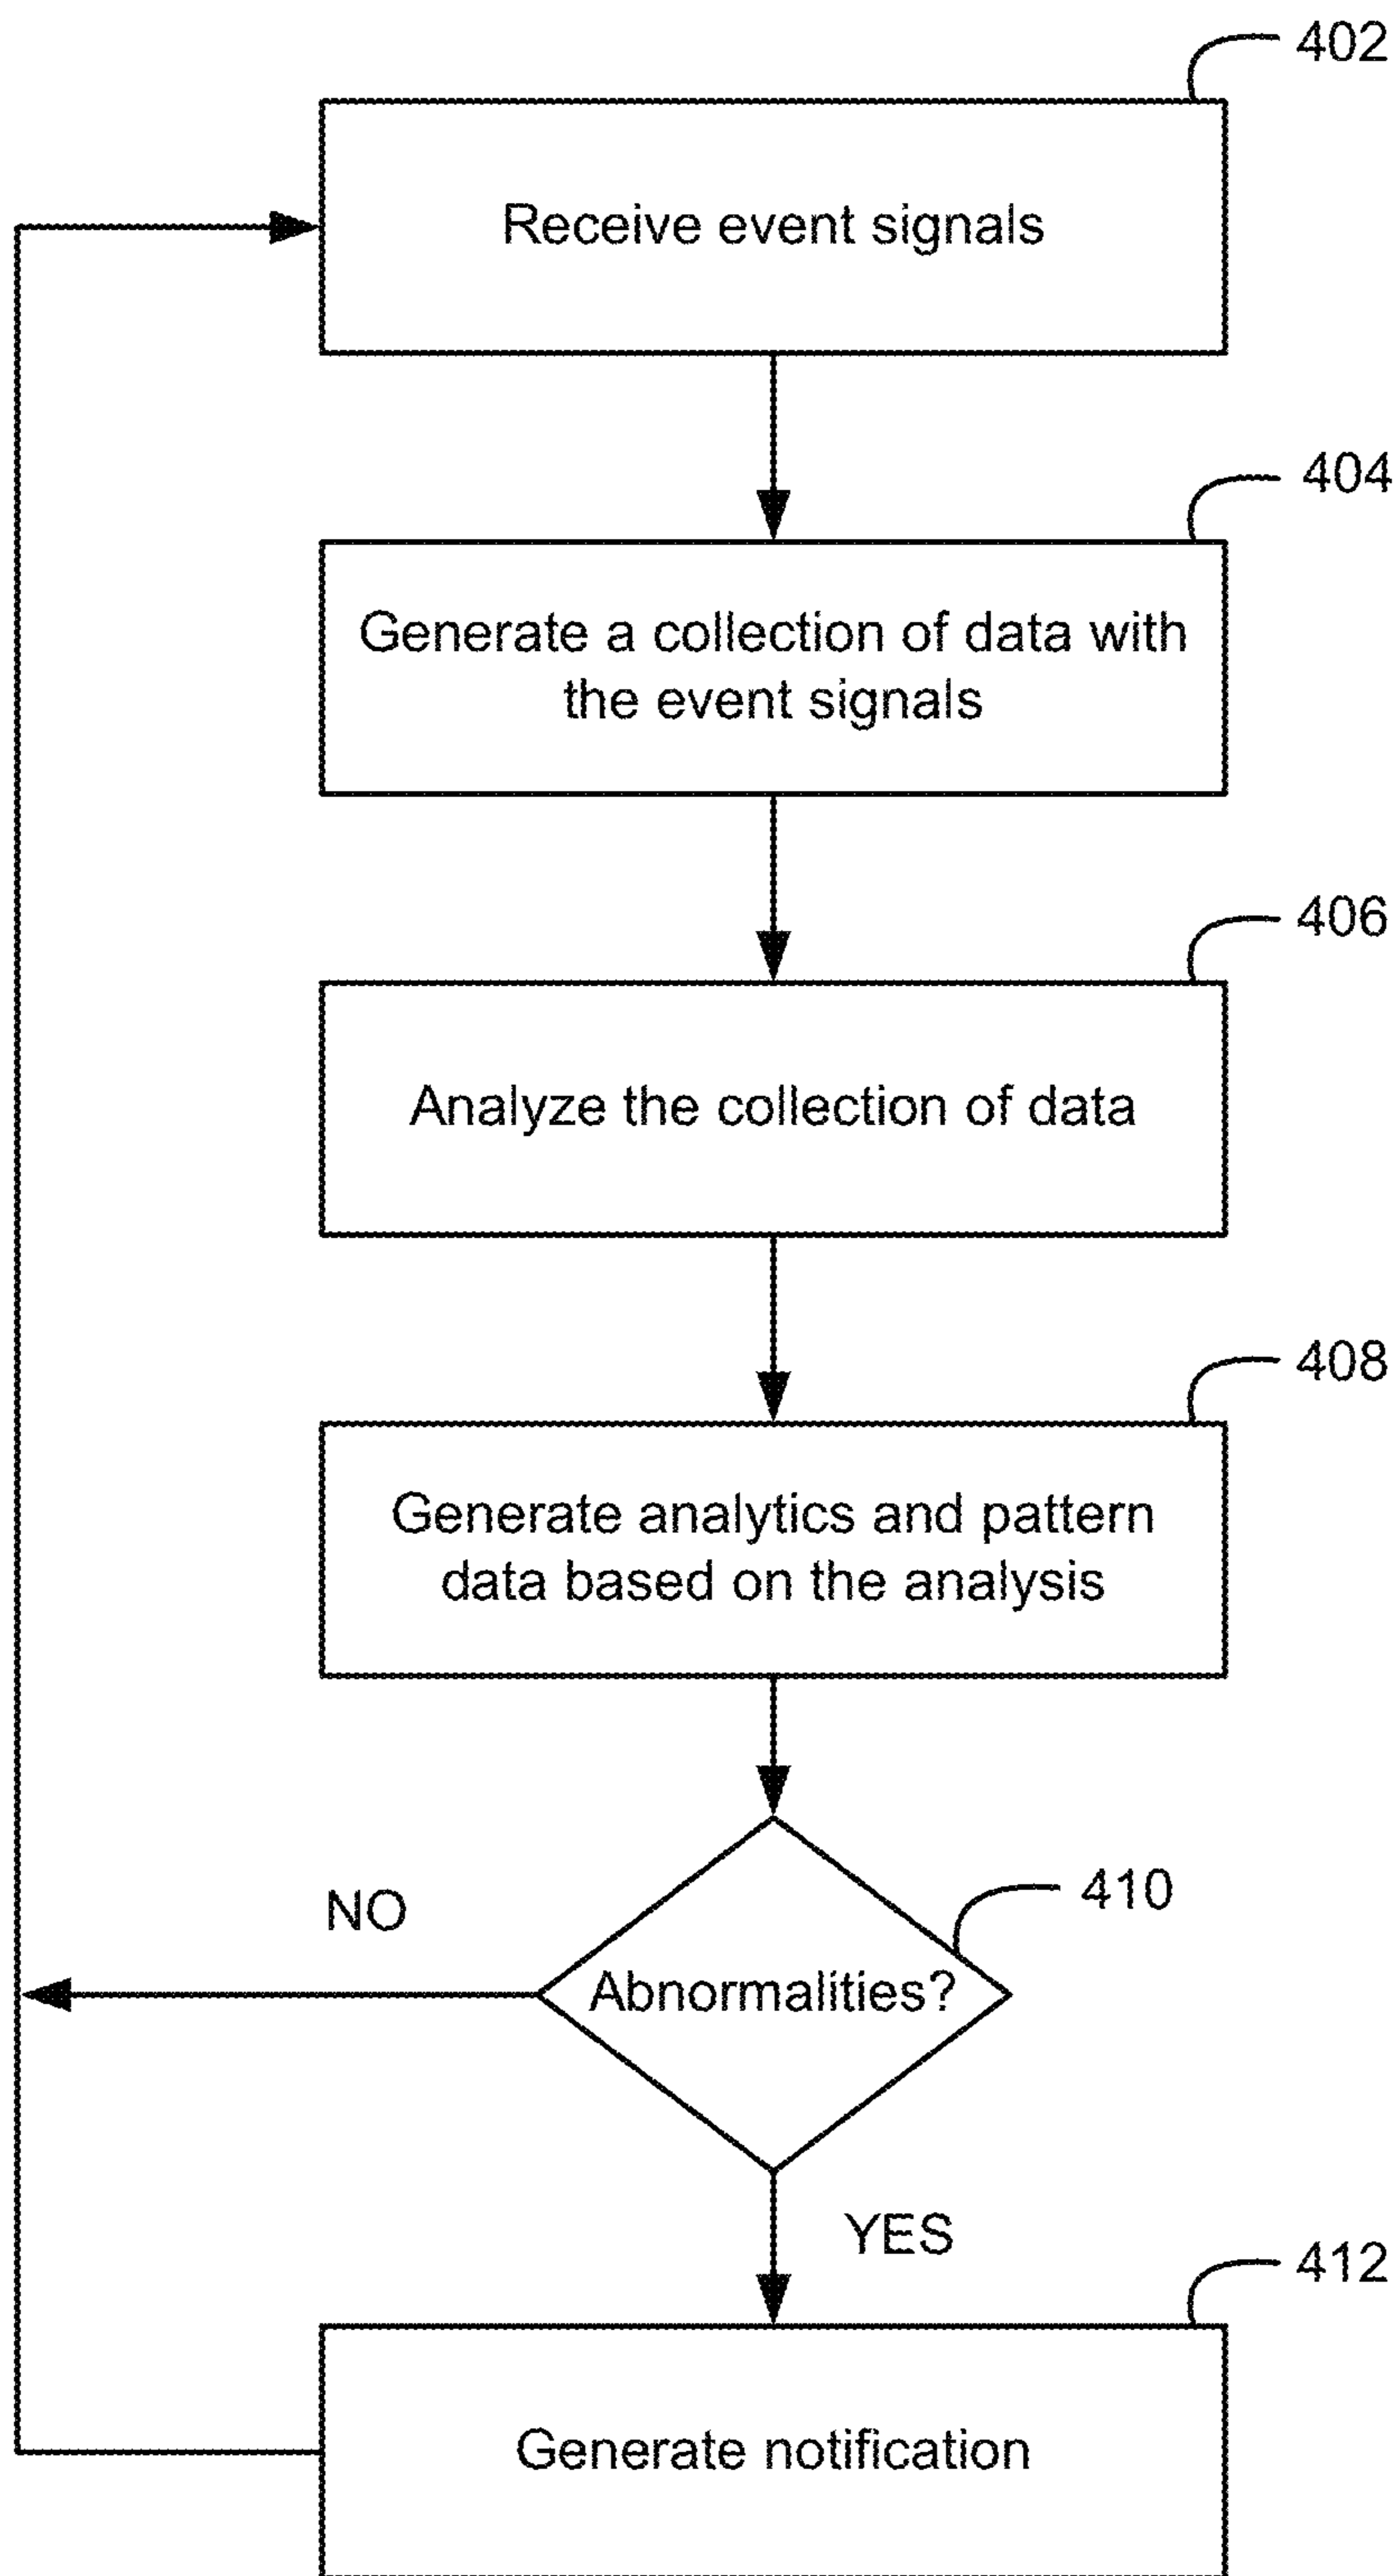 402
Receive event signals
404
Generate a collection of data with
the event signals
406
Analyze the collection of data
408
Generate analytics and pattern
data based on the analysis
410
NO
Abnormalities?
YES
412
Generate notification